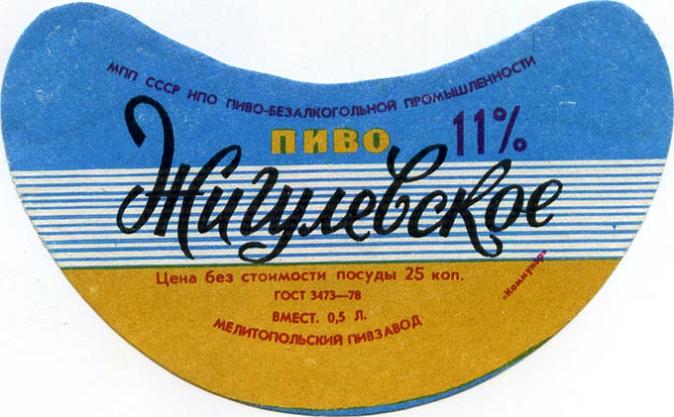 МПП СССР НПО ПИВО-БЕЗАЛКОГОЛЬНОЙ ПРОМЫШЛЕННОСТИ
ПИВО 11%
Жигулевское
Цена без стоимости посуды 25 коп.
ГОСТ 3473—78
ВМЕСТ. 0,5 Л.
МЕЛИТОПОЛЬСКИЙ ПИВЗАВОД
«Коммунар»